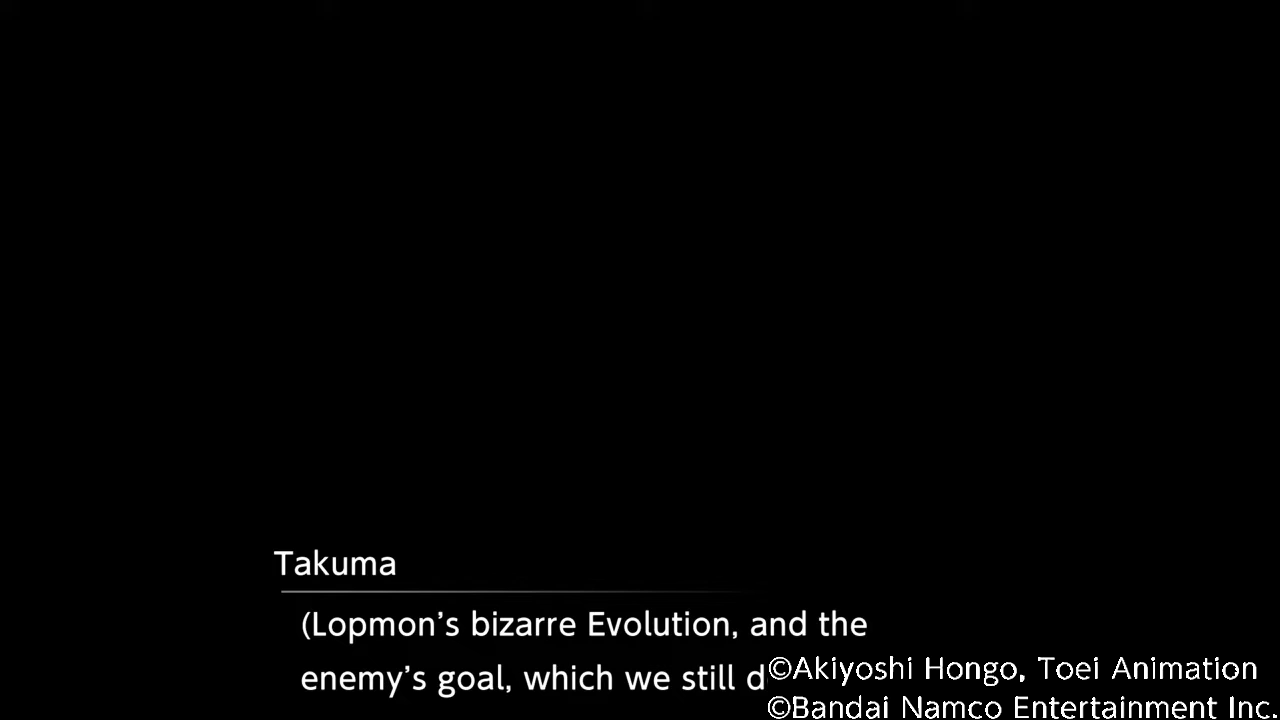 Takuma
(Lopmon’s bizarre Evolution, and the
enemy’s goal, which we still d
©Akiyoshi Hongo, Toei Animation
©Bandai Namco Entertainment Inc.